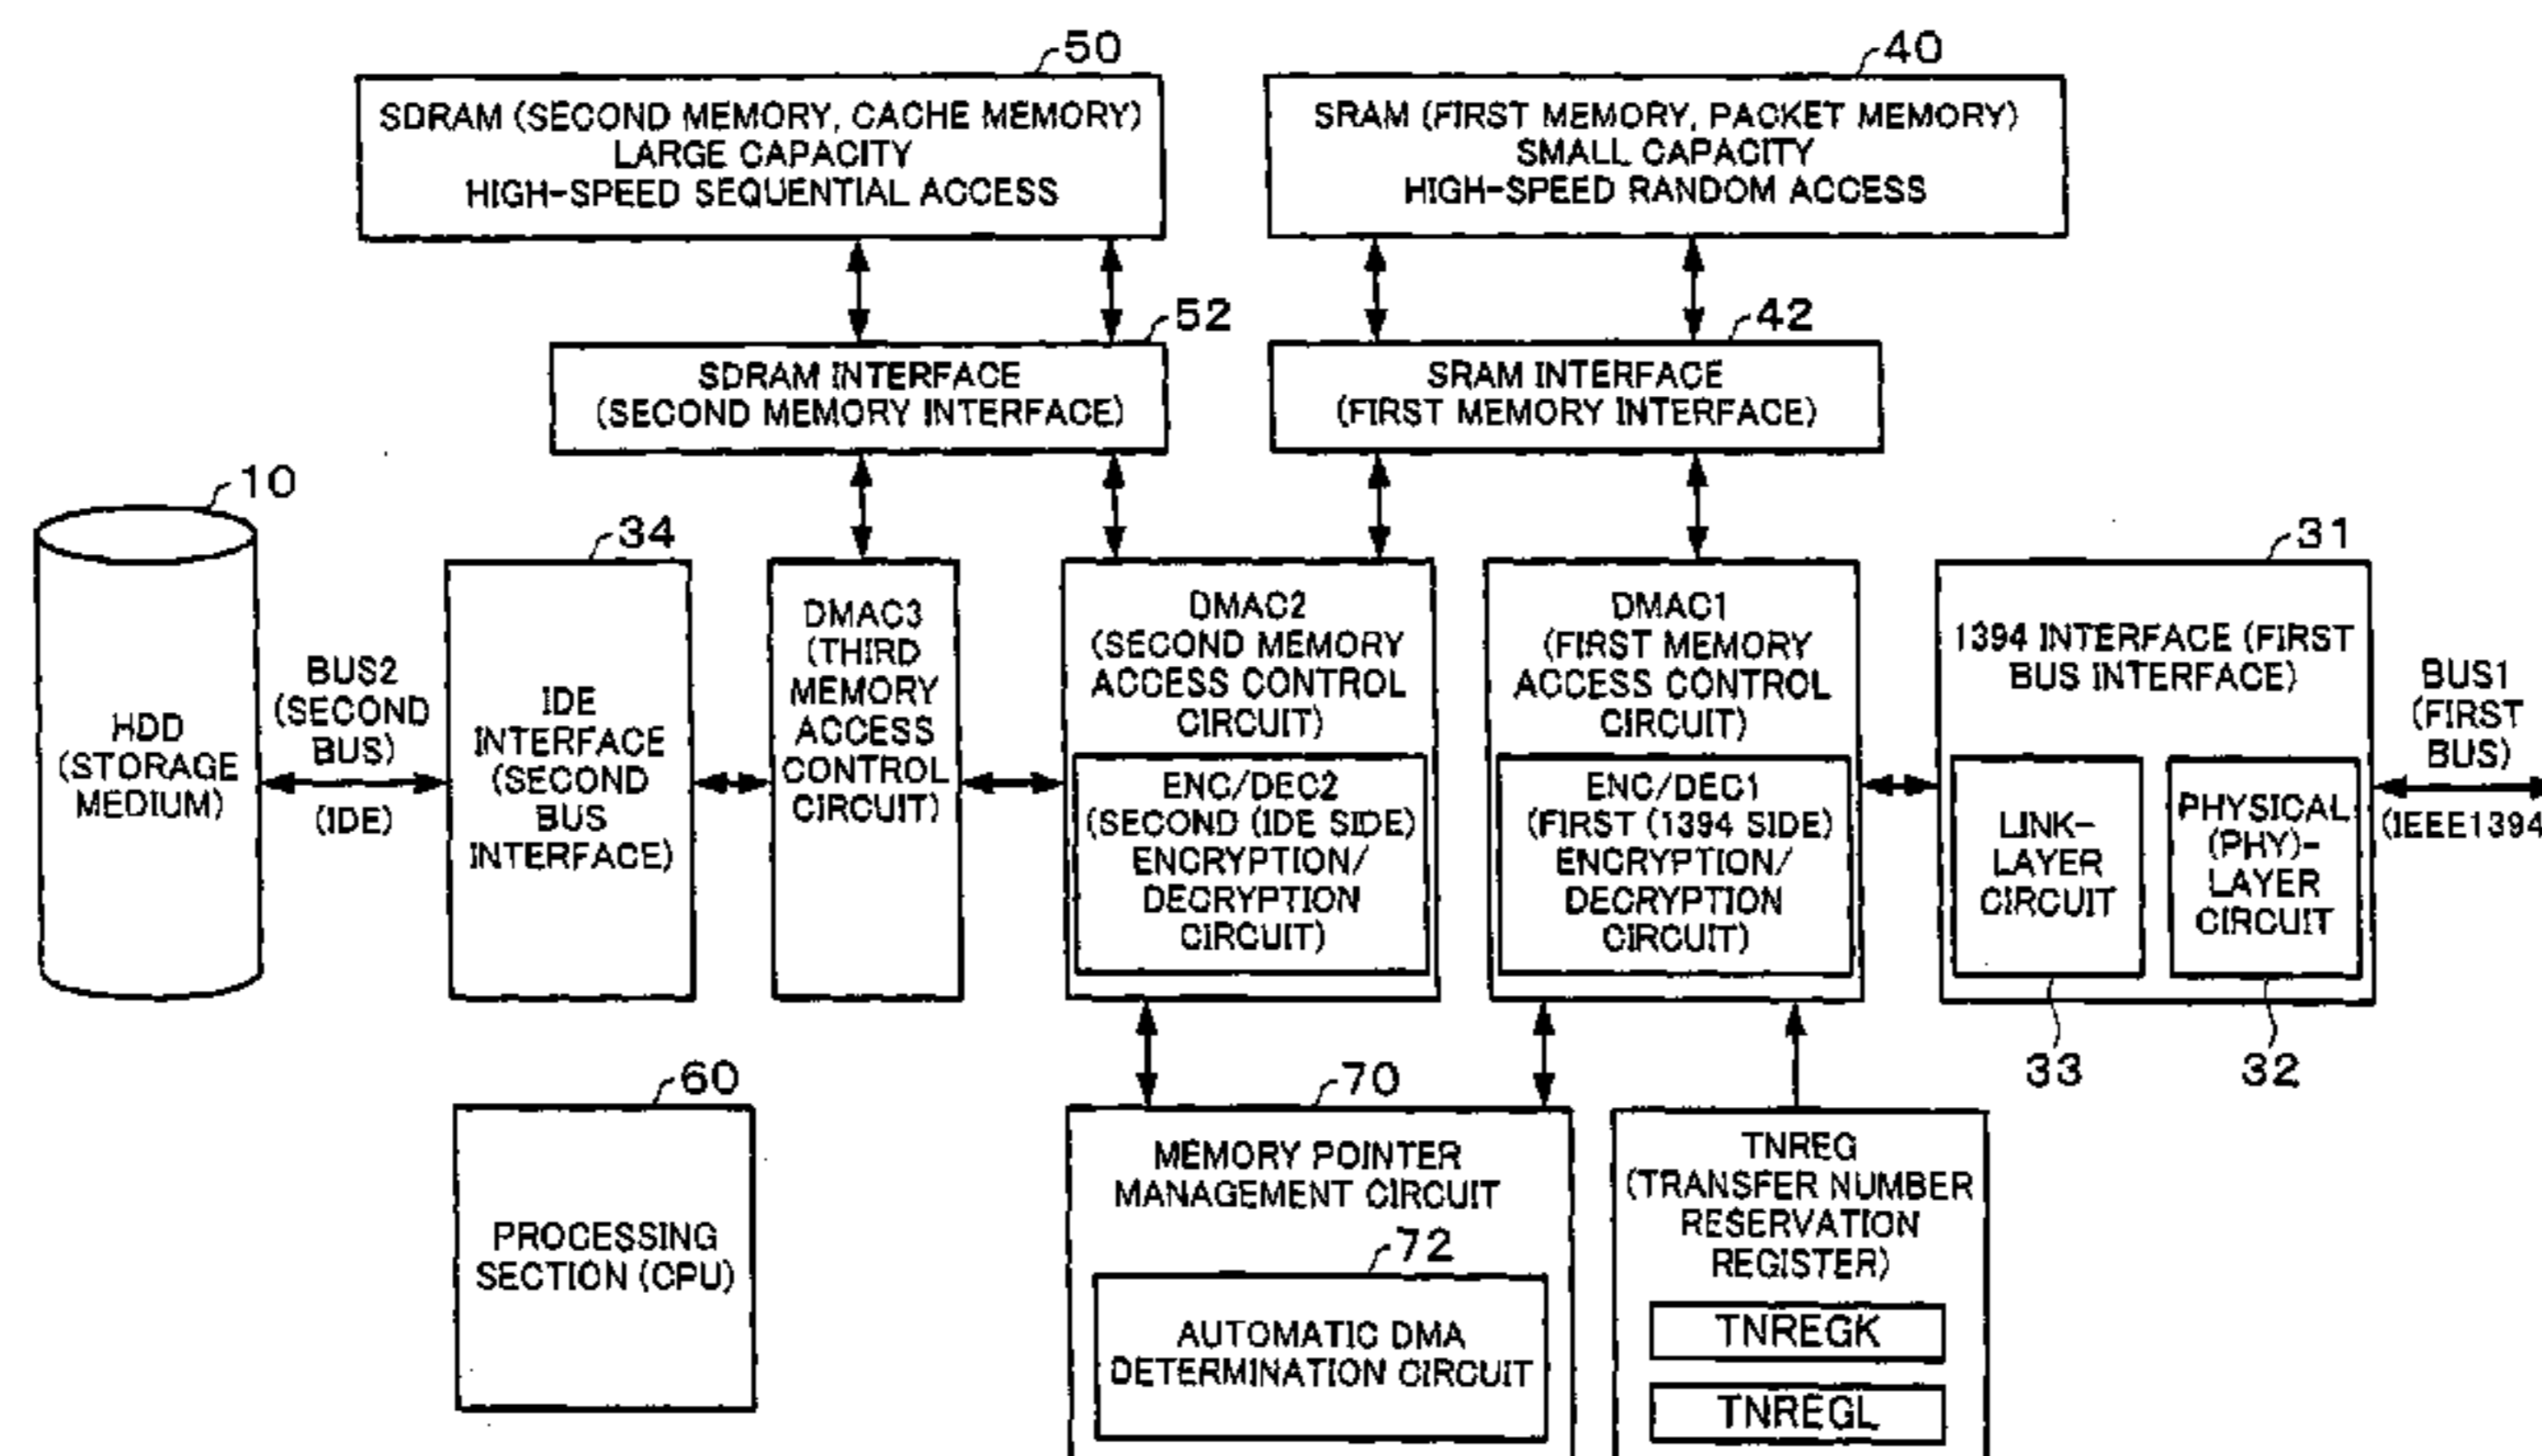 50
SDRAM (SECOND MEMORY, CACHE MEMORY)
LARGE CAPACITY
HIGH-SPEED SEQUENTIAL ACCESS
40
SRAM (FIRST MEMORY, PACKET MEMORY)
SMALL CAPACITY
HIGH-SPEED RANDOM ACCESS
52
SDRAM INTERFACE
(SECOND MEMORY INTERFACE)
42
SRAM INTERFACE
(FIRST MEMORY INTERFACE)
10
HDD
(STORAGE
MEDIUM)
BUS2
(SECOND
BUS)
(IDE)
34
IDE
INTERFACE
(SECOND
BUS
INTERFACE)
DMAC3
(THIRD
MEMORY
ACCESS
CONTROL
CIRCUIT)
DMAC2
(SECOND MEMORY
ACCESS CONTROL
CIRCUIT)
ENC/DEC2
(SECOND (IDE SIDE)
ENCRYPTION/
DECRYPTION
CIRCUIT)
DMAC1
(FIRST MEMORY
ACCESS CONTROL
CIRCUIT)
ENC/DEC1
(FIRST (1394 SIDE)
ENCRYPTION/
DECRYPTION
CIRCUIT)
31
1394 INTERFACE (FIRST
BUS INTERFACE)
LINK-
LAYER
CIRCUIT
PHYSICAL
(PHY)-
LAYER
CIRCUIT
33
32
BUS1
(FIRST
BUS)
(IEEE1394
60
PROCESSING
SECTION (CPU)
70
MEMORY POINTER
MANAGEMENT CIRCUIT
72
AUTOMATIC DMA
DETERMINATION CIRCUIT
TNREG
(TRANSFER NUMBER
RESERVATION
REGISTER)
TNREGK
TNREGL